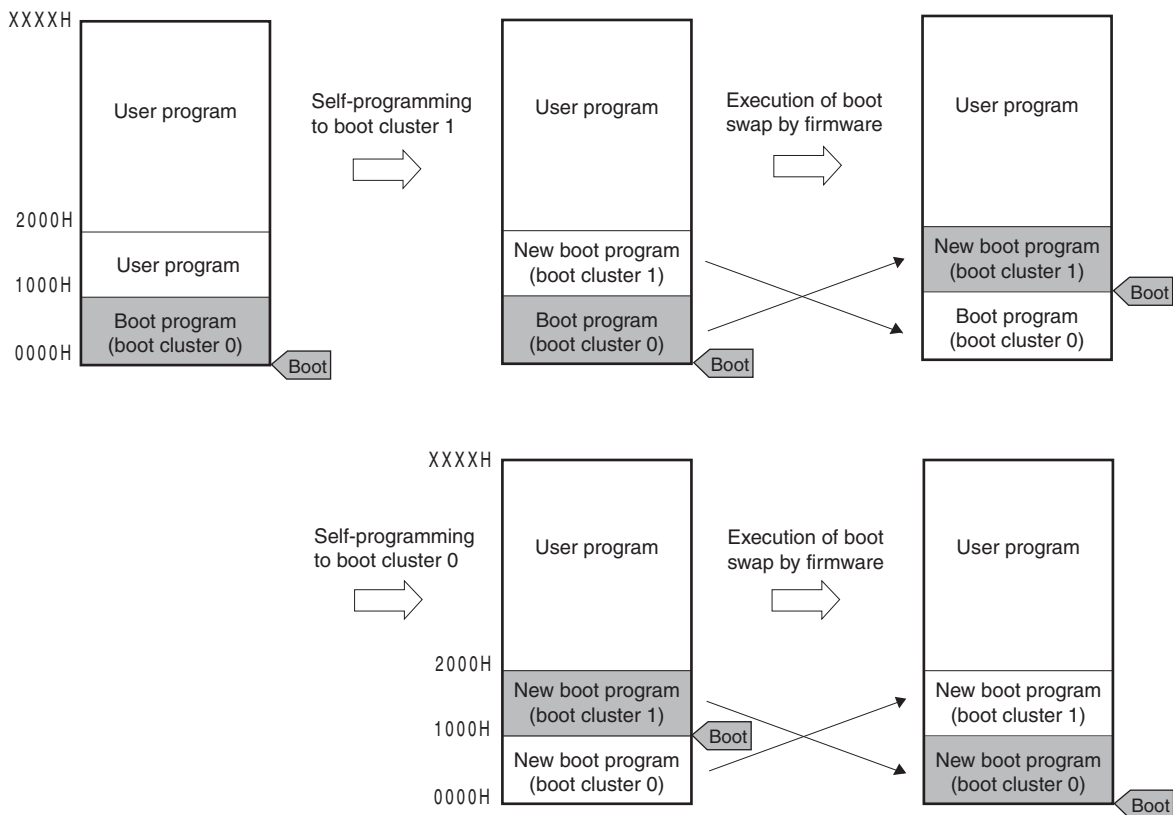 XXXXH
User program
2000H
User program
1000H
Boot program
(boot cluster 0)
0000H
Boot
Self-programming
to boot cluster 1
User program
New boot program
(boot cluster 1)
Boot program
(boot cluster 0)
Boot
Execution of boot
swap by firmware
User program
New boot program
(boot cluster 1)
Boot
Boot program
(boot cluster 0)
Self-programming
to boot cluster 0
XXXXH
User program
2000H
New boot program
(boot cluster 1)
1000H
Boot
New boot program
(boot cluster 0)
0000H
Execution of boot
swap by firmware
User program
New boot program
(boot cluster 1)
New boot program
(boot cluster 0)
Boot